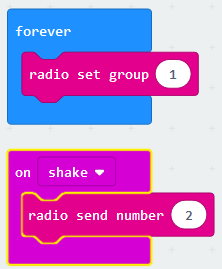 forever
radio set group 1
on shake
radio send number 2